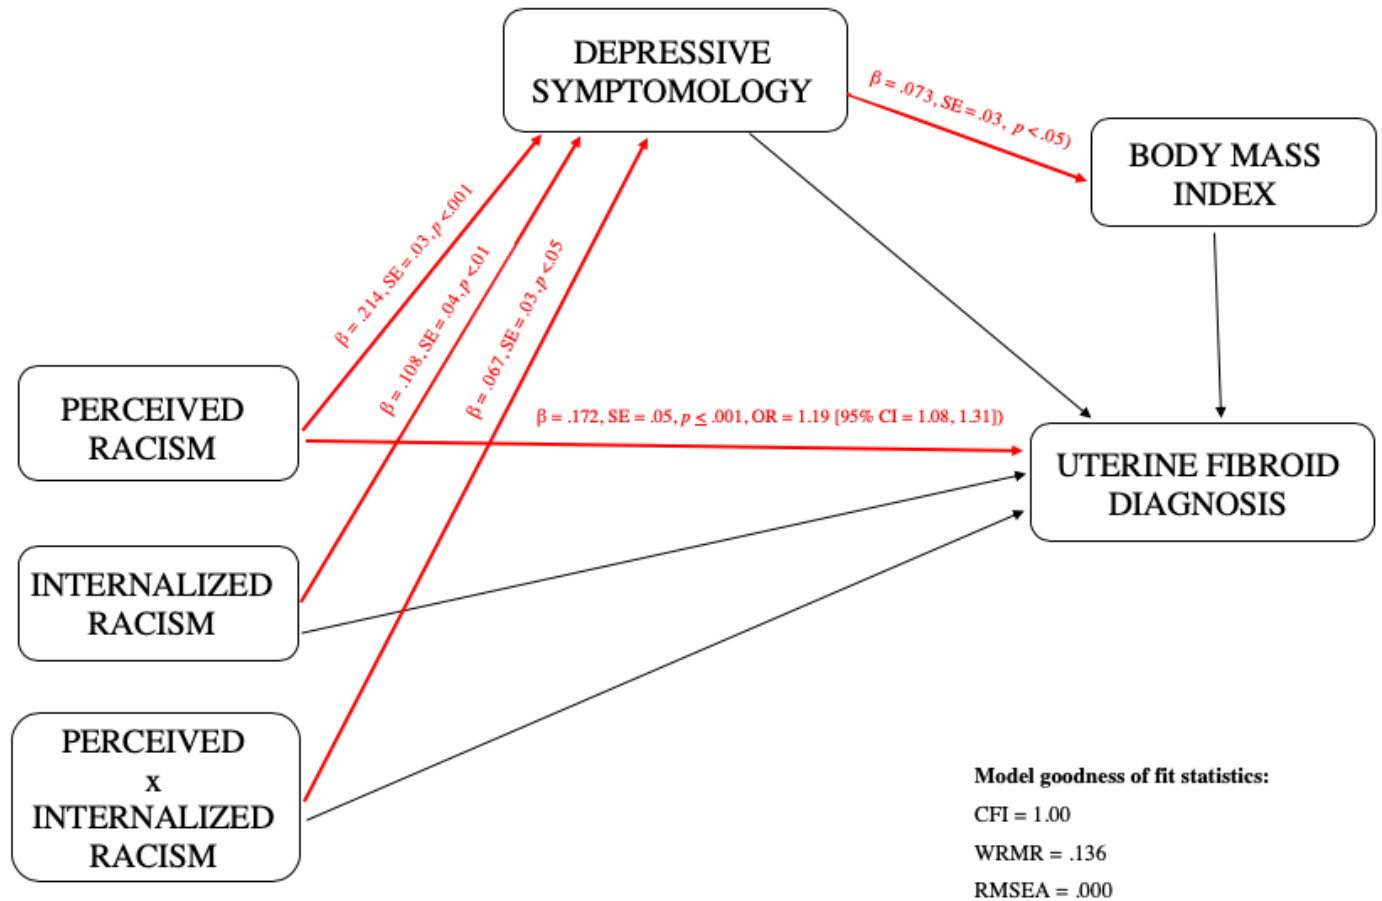 DEPRESSIVE
SYMPTOMOLOGY
β = .073, SE = .03, p <.05)
BODY MASS
INDEX
β = .214, SE = .03, p <.001
β = .108, SE = .04, p <.01
β = .067, SE = .03, p <.05
PERCEIVED
RACISM
β = .172, SE = .05, p ≤ .001, OR = 1.19 [95% CI = 1.08, 1.31])
UTERINE FIBROID
DIAGNOSIS
INTERNALIZED
RACISM
PERCEIVED
x
INTERNALIZED
RACISM
Model goodness of fit statistics:
CFI = 1.00
WRMR = .136
RMSEA = .000